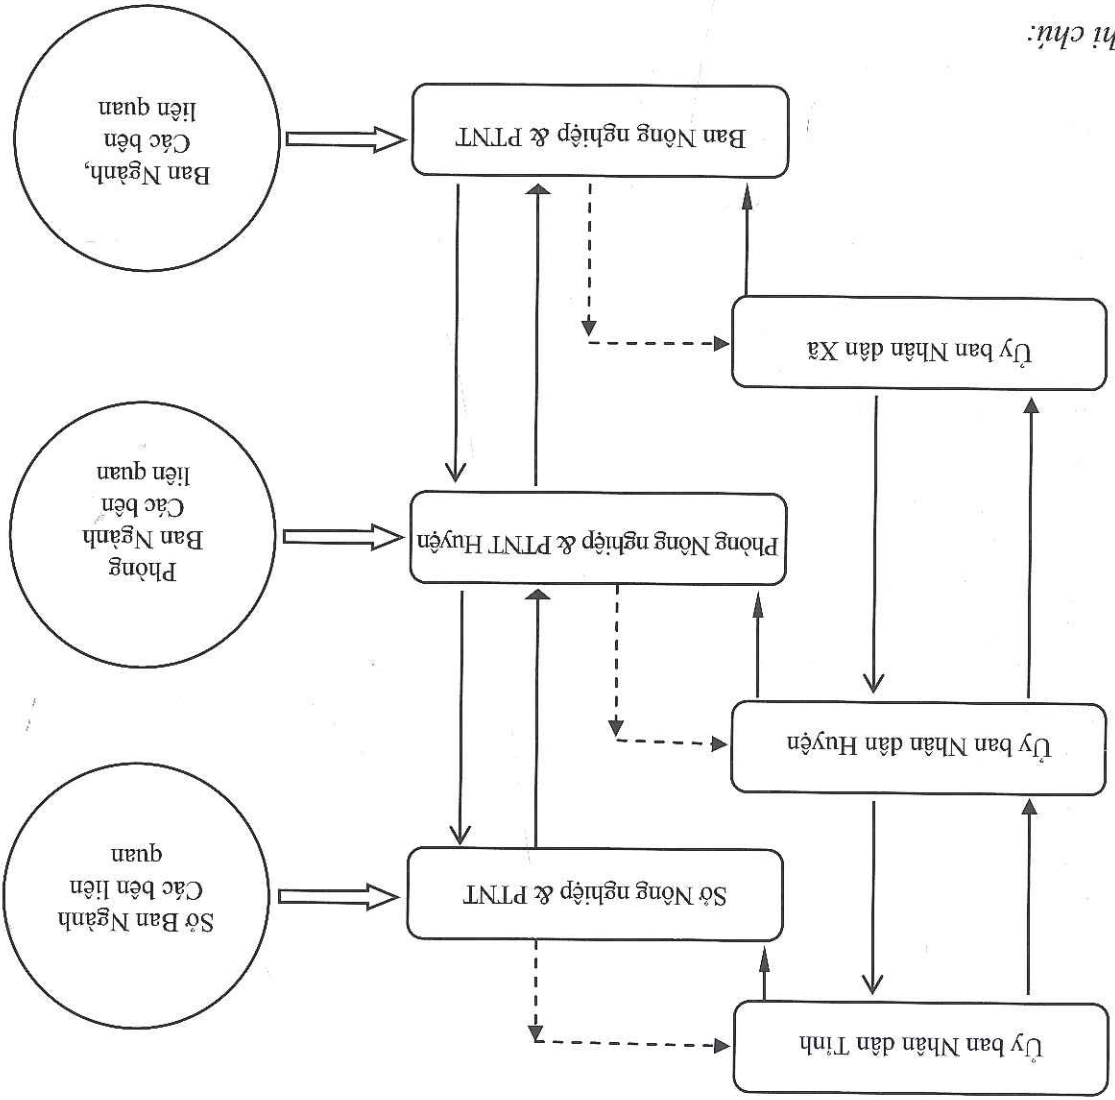 Ủy ban Nhân dân Tỉnh
Sở Nông nghiệp & PTNT
Sở Ban Ngành
Các bên liên
quan
Ủy ban Nhân dân Huyện
Phòng Nông nghiệp & PTNT Huyện
Phòng
Ban Ngành
Các bên
liên quan
Ủy ban Nhân dân Xã
Ban Nông nghiệp & PTNT
Ban Ngành,
Các bên
liên quan
hi chú: